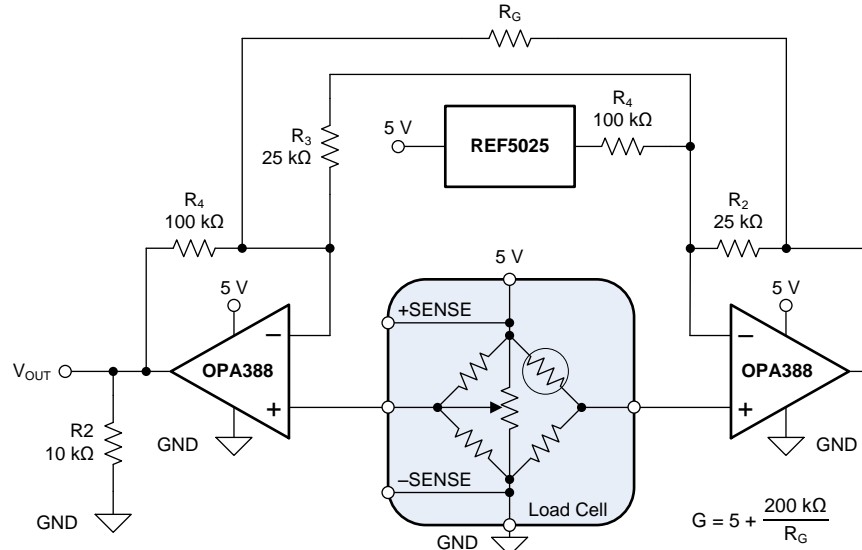 R_G
R_3
25 kΩ
5 V
REF5025
R_4
100 kΩ
R_4
100 kΩ
R_2
25 kΩ
5 V
5 V
5 V
+SENSE
V_OUT
OPA388
OPA388
R2
10 kΩ
GND
GND
–SENSE
Load Cell
GND
GND
G = 5 + 200 kΩ / R_G